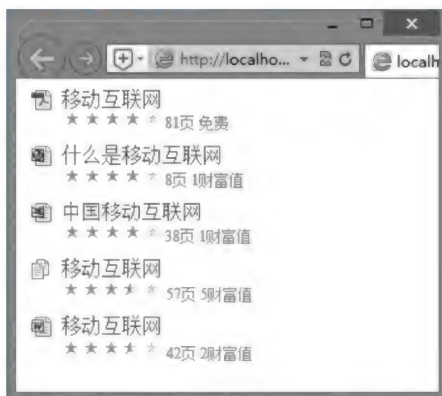 http://localho...
localh
移动互联网
81页 免费
什么是移动互联网
8页 1财富值
中国移动互联网
38页 1财富值
移动互联网
57页 5财富值
移动互联网
42页 2财富值